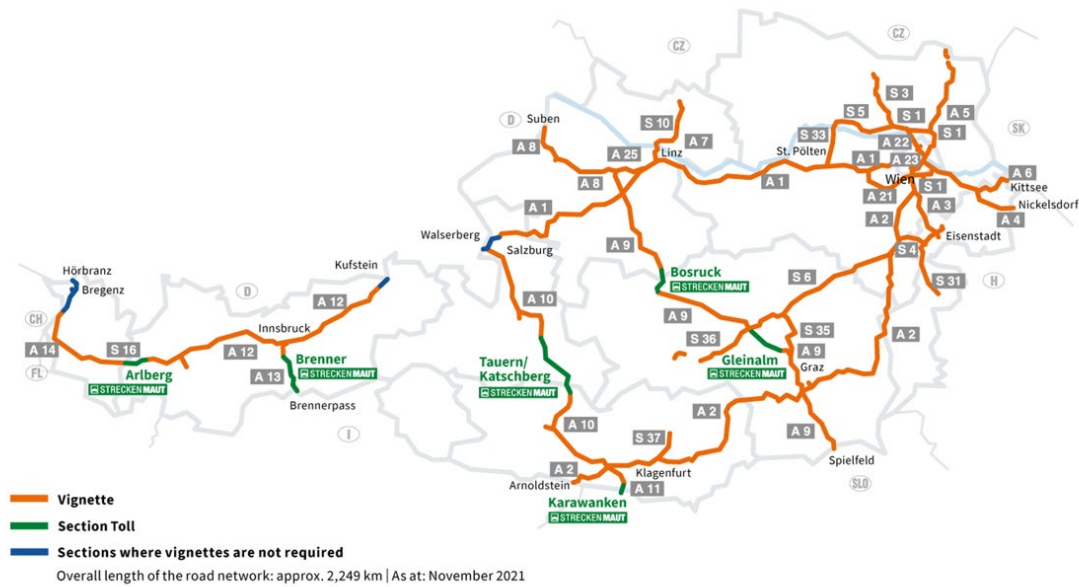 CZ
CZ
S 3
S 5
S 1
A 5
D
Suben
S 10
A 7
S 33
A 22
S 1
SK
A 8
A 25
Linz
St. Pölten
A 1
A 23
A 8
A 1
Wien
S 1
A 6
Kittsee
A 21
A 3
Nickelsdorf
A 1
A 2
A 4
Walserberg
Salzburg
A 9
Eisenstadt
S 4
Hörbranz
Bregenz
Kufstein
D
Bosruck
STRECKENMAUT
S 6
S 31
H
A 12
A 10
CH
Innsbruck
A 9
S 35
A 2
A 14
S 16
A 12
Brenner
STRECKENMAUT
S 36
A 9
FL
Arlberg
STRECKENMAUT
A 13
Tauern/
Katschberg
STRECKENMAUT
Gleinalm
STRECKENMAUT
Graz
Brennerpass
A 2
A 10
I
S 37
A 9
Spielfeld
A 2
Klagenfurt
Arnoldstein
A 11
SLO
Karawanken
STRECKENMAUT
Vignette
Section Toll
Sections where vignettes are not required
Overall length of the road network: approx. 2,249 km | As at: November 2021